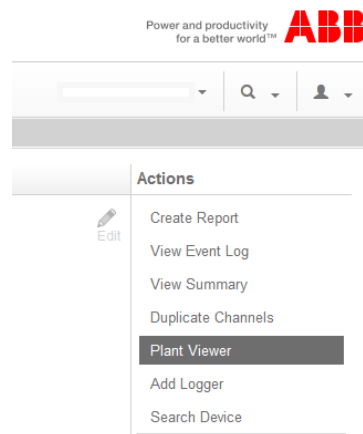 Power and productivity
for a better world™
ABB
Actions
Edit
Create Report
View Event Log
View Summary
Duplicate Channels
Plant Viewer
Add Logger
Search Device